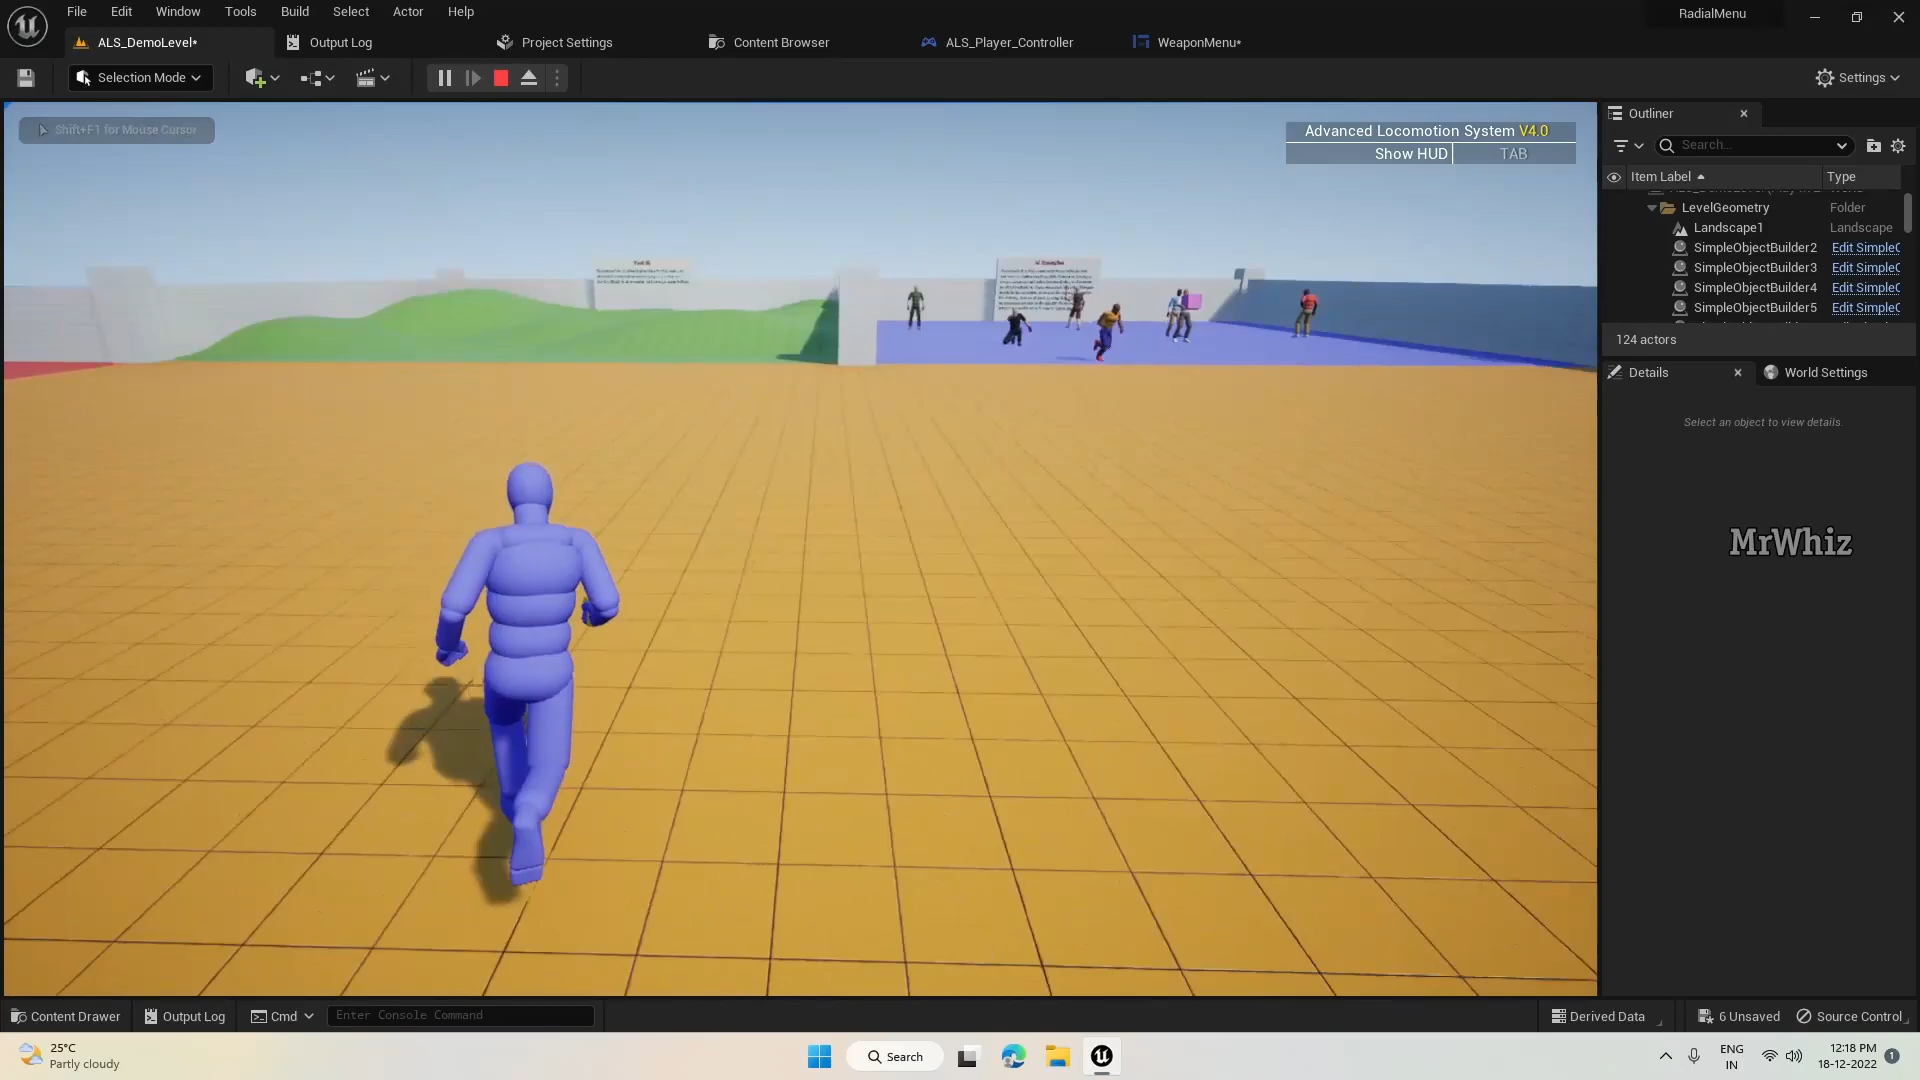 File Edit Window Tools Build Select Actor Help
RadialMenu
ALS_DemoLevel*
Output Log
Project Settings
Content Browser
ALS_Player_Controller
WeaponMenu*
Selection Mode
Settings
Shift+F1 for Mouse Cursor
Advanced Locomotion System V4.0
Show HUD TAB
Outliner
Search...
Item Label Type
LevelGeometry Folder
Landscape1 Landscape
SimpleObjectBuilder2 Edit SimpleC
SimpleObjectBuilder3 Edit SimpleC
SimpleObjectBuilder4 Edit SimpleC
SimpleObjectBuilder5 Edit SimpleC
124 actors
Details
World Settings
Select an object to view details.
MrWhiz
Content Drawer
Output Log
Cmd
Enter Console Command
Derived Data
6 Unsaved
Source Control
25°C
Partly cloudy
Search
ENG
IN
12:18 PM
18-12-2022
1